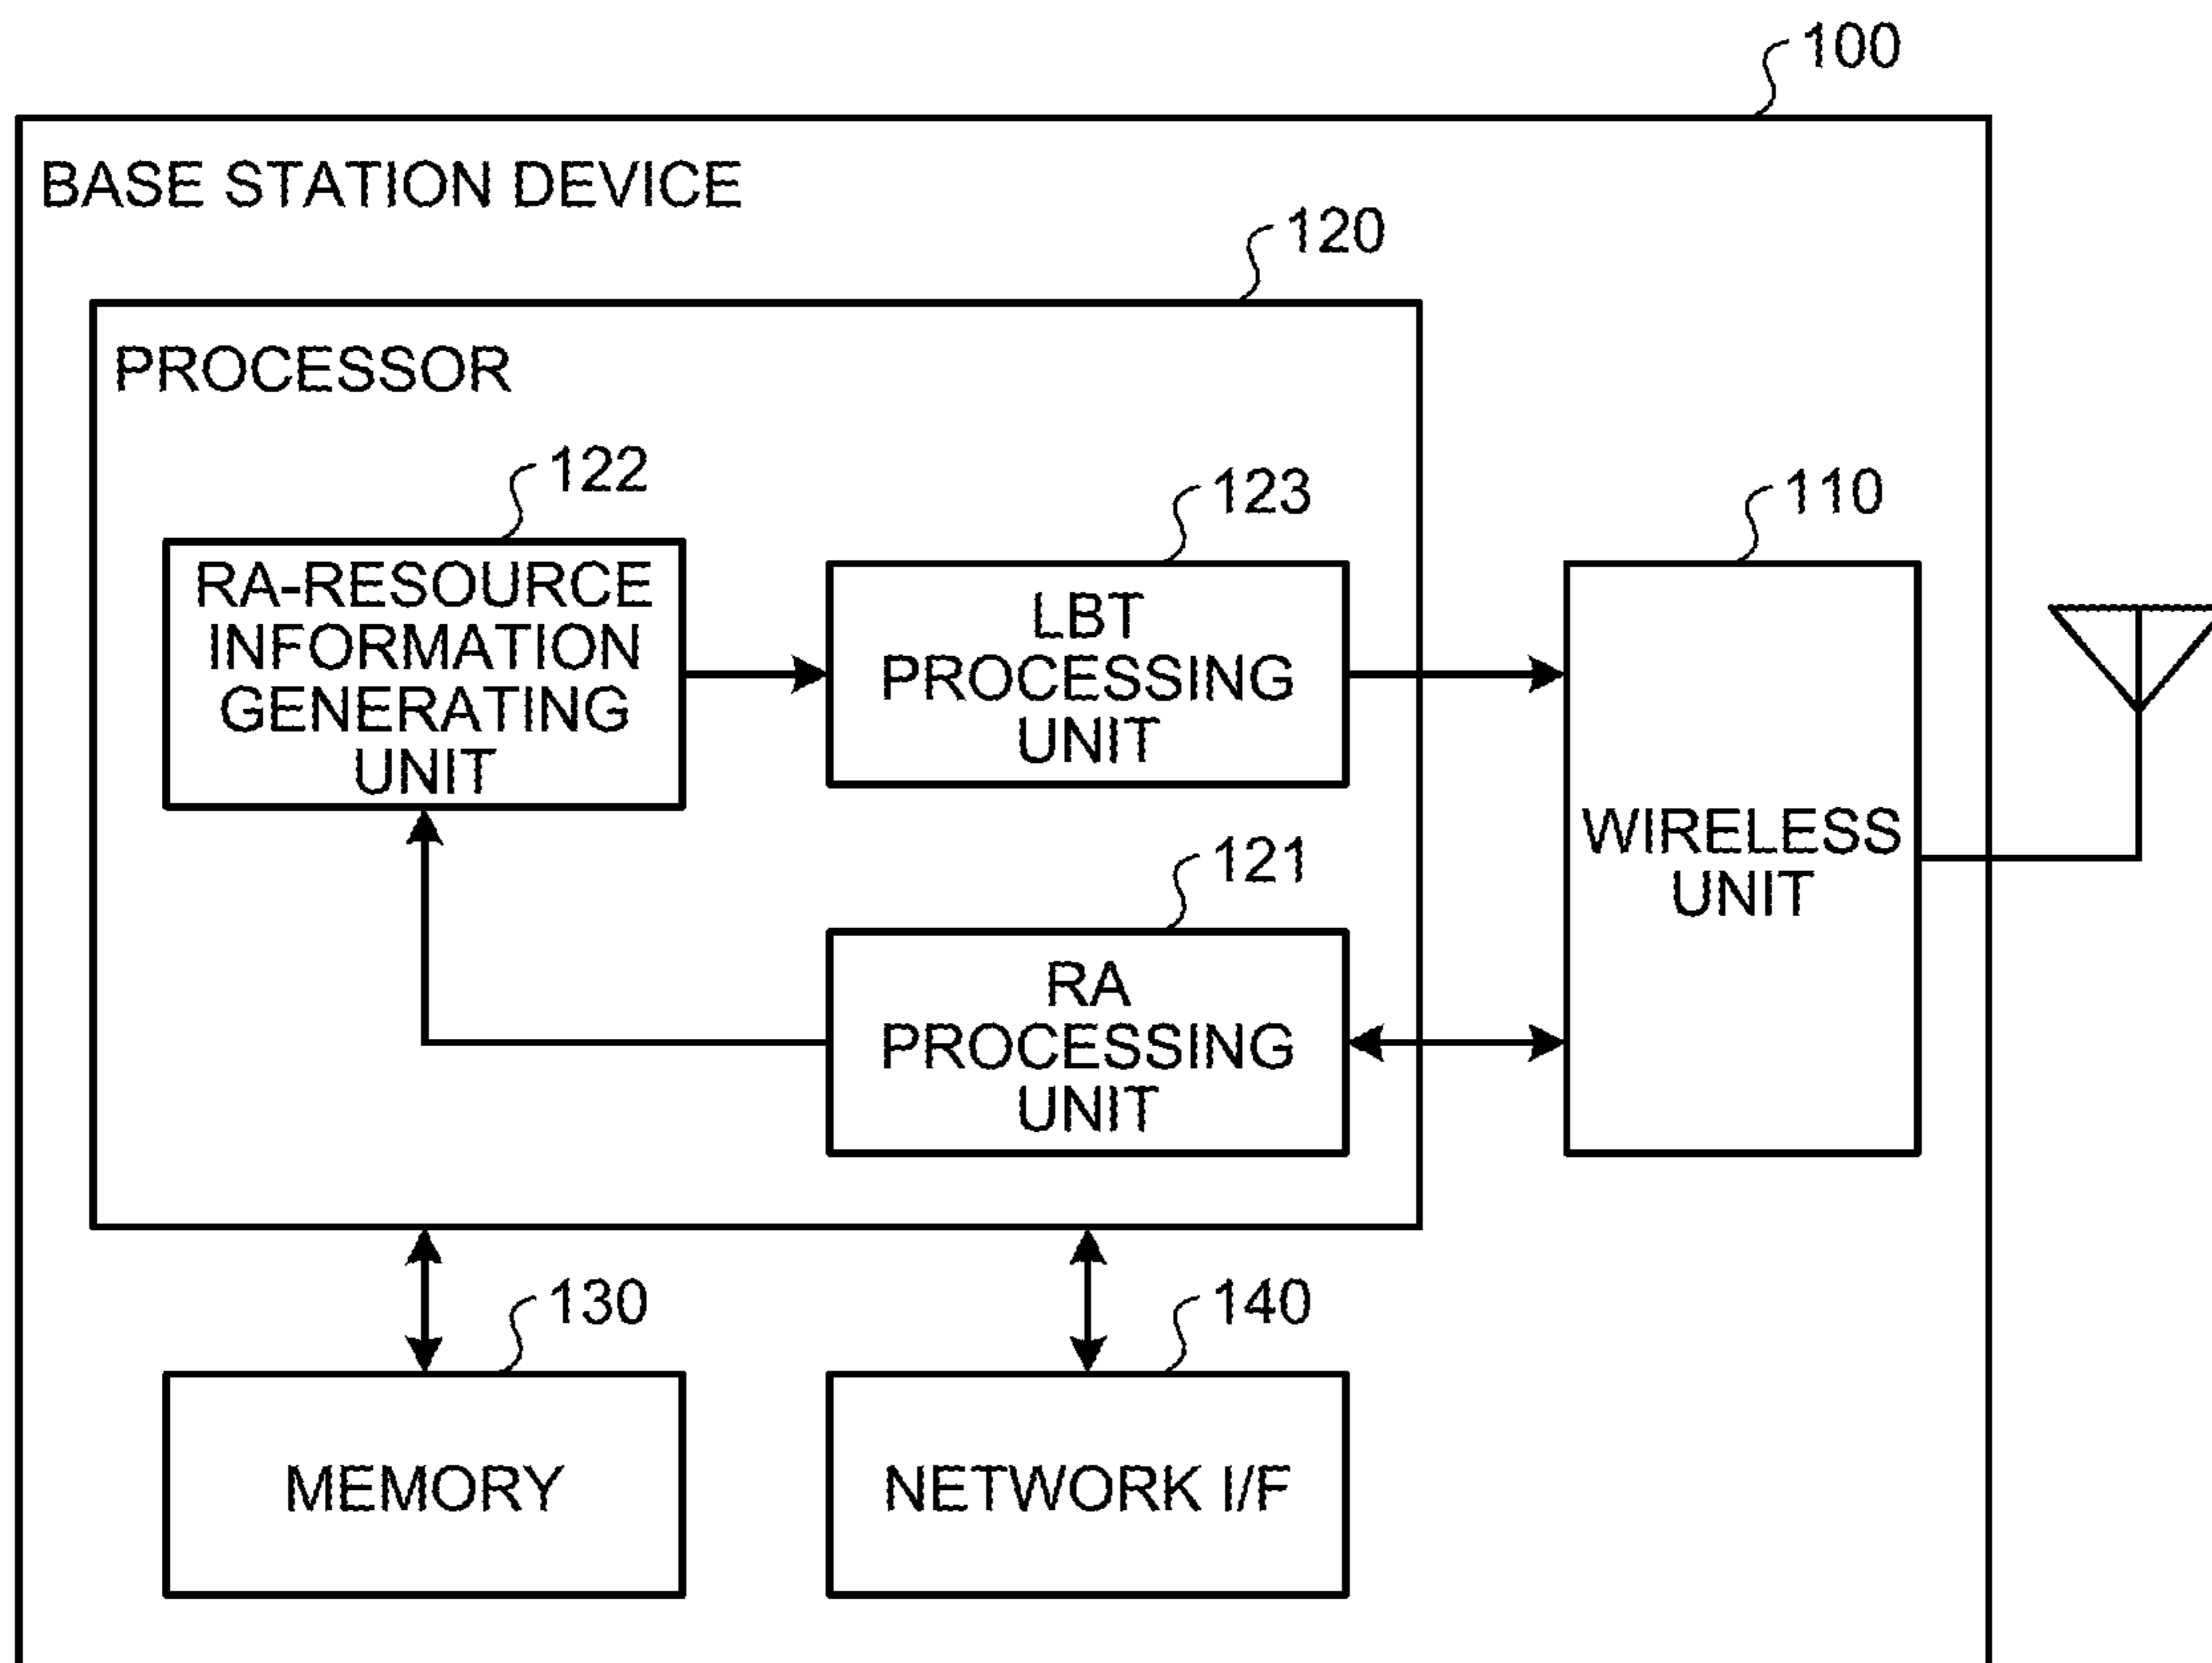 100
BASE STATION DEVICE
120
PROCESSOR
122
RA-RESOURCE
INFORMATION
GENERATING
UNIT
123
LBT
PROCESSING
UNIT
110
WIRELESS
UNIT
121
RA
PROCESSING
UNIT
130
MEMORY
140
NETWORK I/F